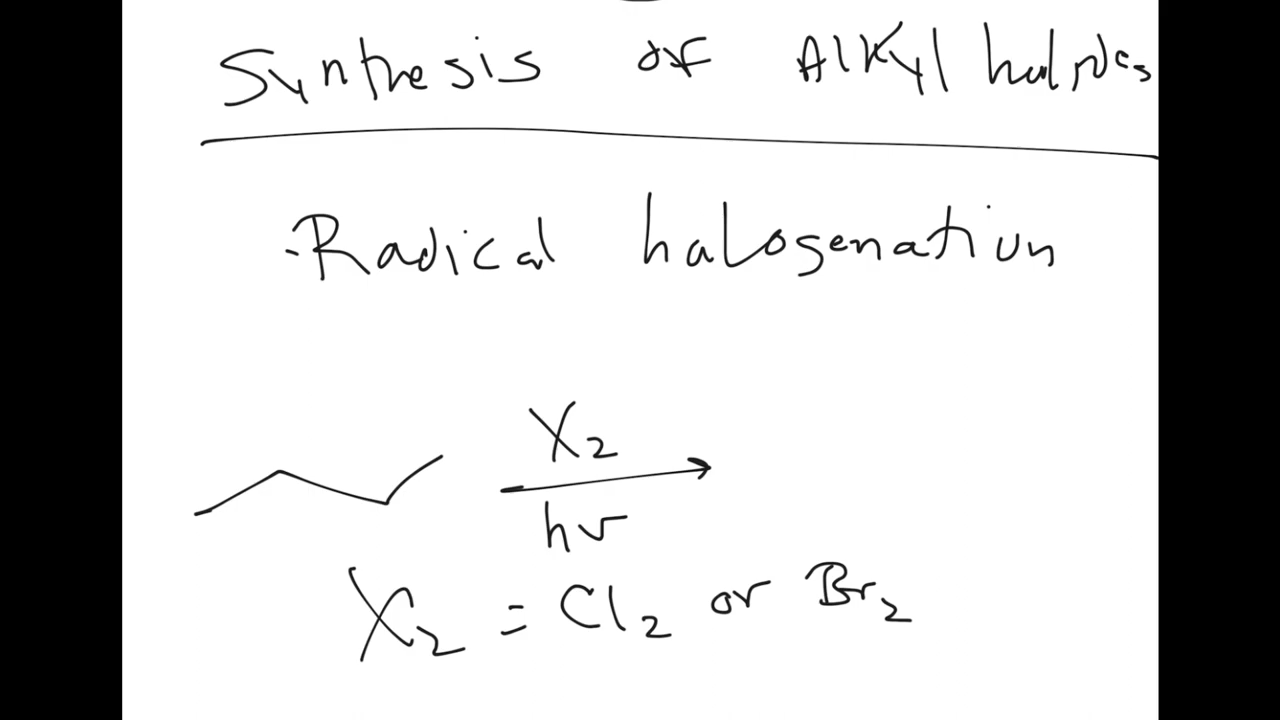 Synthesis of Alkyl halides
·Radical halogenation
X₂
hν
X₂ = Cl₂ or Br₂